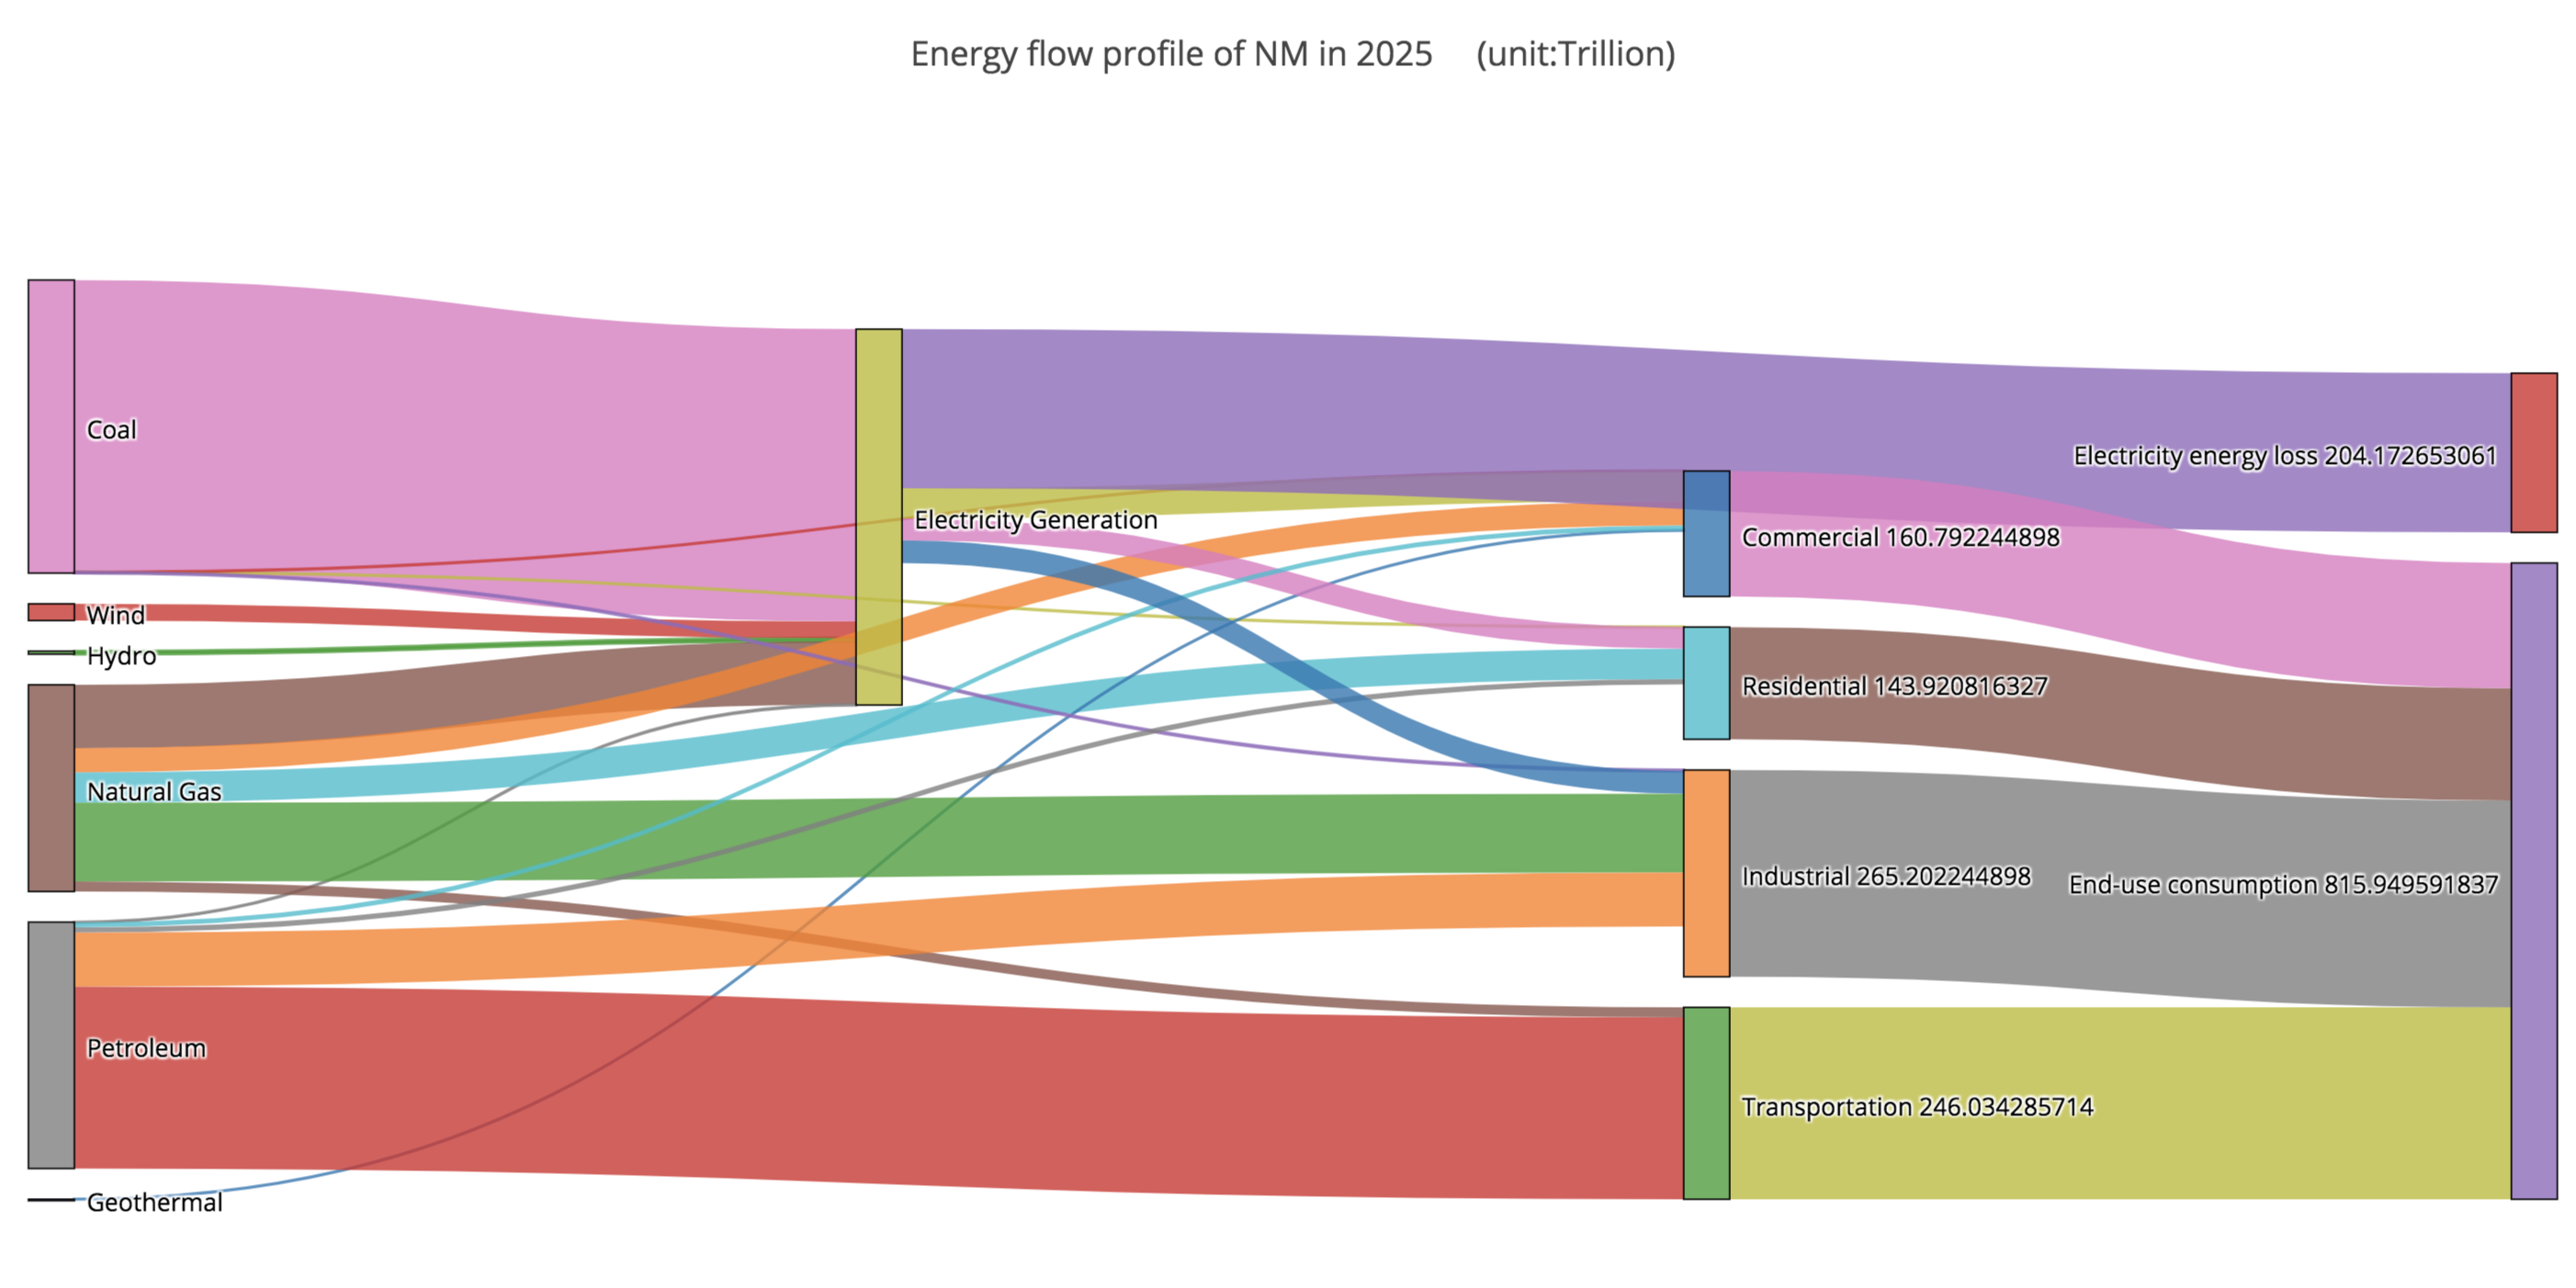 Energy flow profile of NM in 2025 (unit:Trillion)
Coal
Electricity energy loss 204.172653061
Electricity Generation
Commercial 160.792244898
Wind
Hydro
Residential 143.920816327
Natural Gas
Industrial 265.202244898
End-use consumption 815.949591837
Petroleum
Transportation 246.034285714
Geothermal